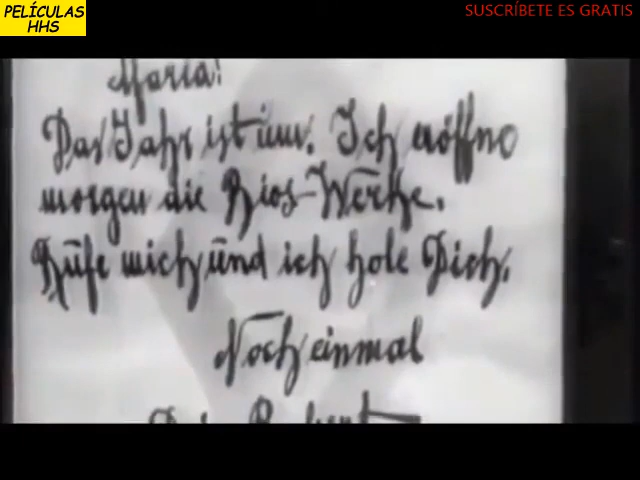 PELÍCULAS
HHS
SUSCRÍBETE ES GRATIS
Maria!
Das Jahr ist um. Ich eröffne
morgen die Bios-Werke.
Rufe mich und ich hole Dich.
Noch einmal